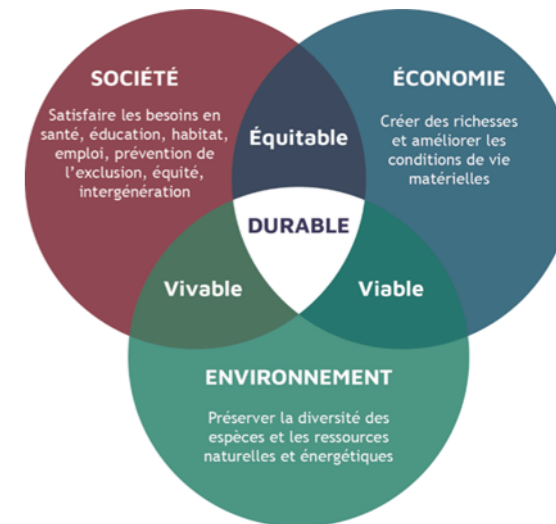 SOCIÉTÉ
Satisfaire les besoins en
santé, éducation, habitat,
emploi, prévention de
l'exclusion, équité,
intergénération
ÉCONOMIE
Créer des richesses
et améliorer les
conditions de vie
matérielles
Équitable
DURABLE
Vivable
Viable
ENVIRONNEMENT
Préserver la diversité des
espèces et les ressources
naturelles et énergétiques